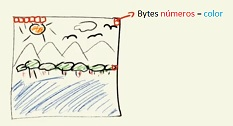 Bytes números = color